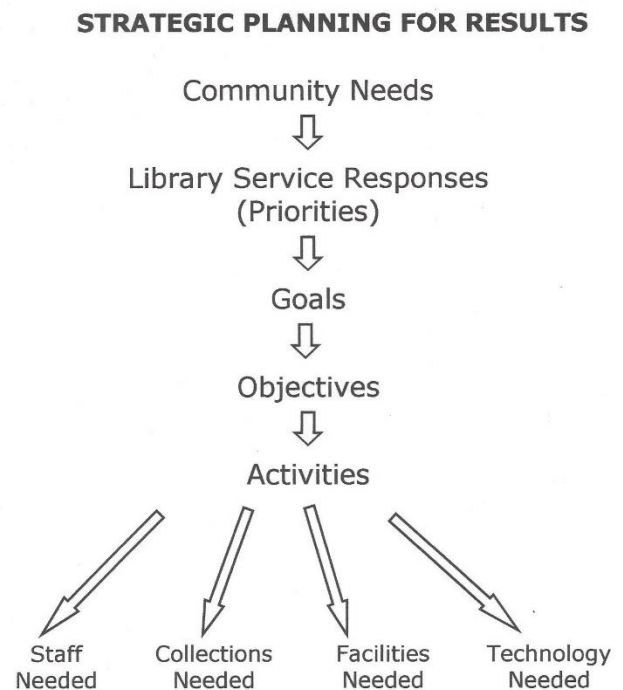 STRATEGIC PLANNING FOR RESULTS
Community Needs
Library Service Responses
(Priorities)
Goals
Objectives
Activities
Staff
Needed
Collections
Needed
Facilities
Needed
Technology
Needed